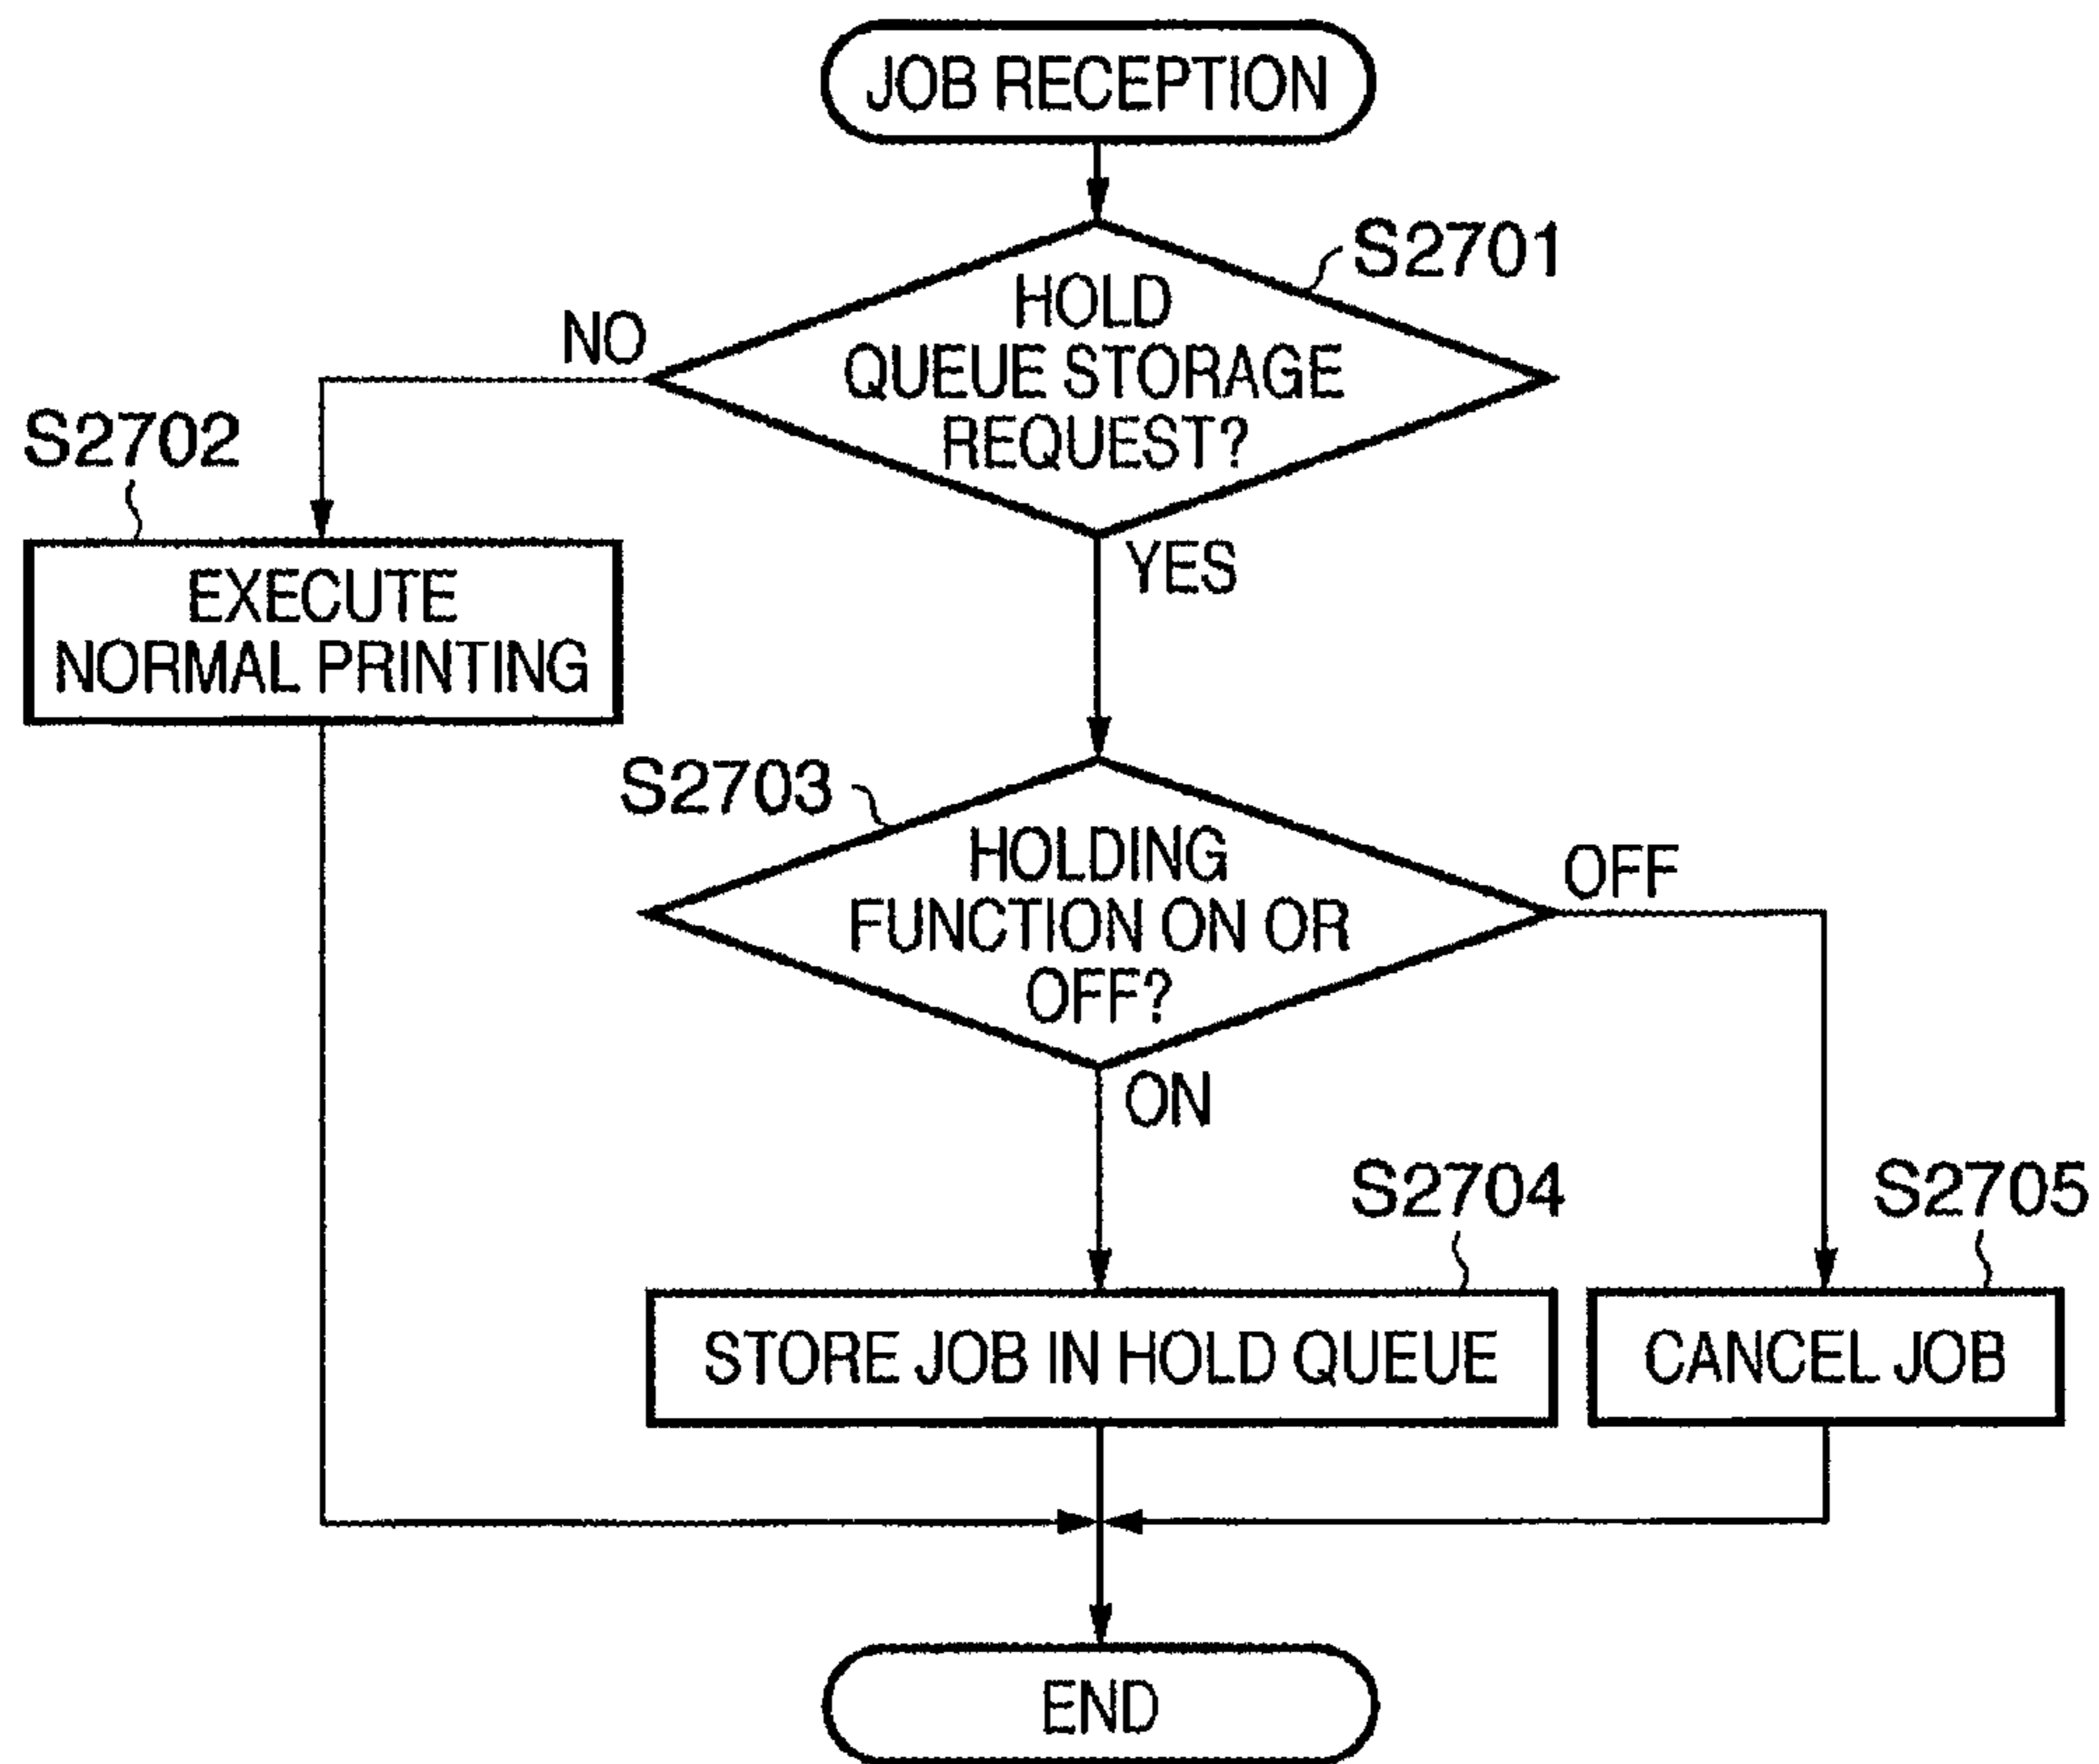 JOB RECEPTION
S2701
HOLD
QUEUE STORAGE
REQUEST?
NO
YES
S2702
EXECUTE
NORMAL PRINTING
S2703
HOLDING
FUNCTION ON OR
OFF?
OFF
ON
S2704
STORE JOB IN HOLD QUEUE
S2705
CANCEL JOB
END